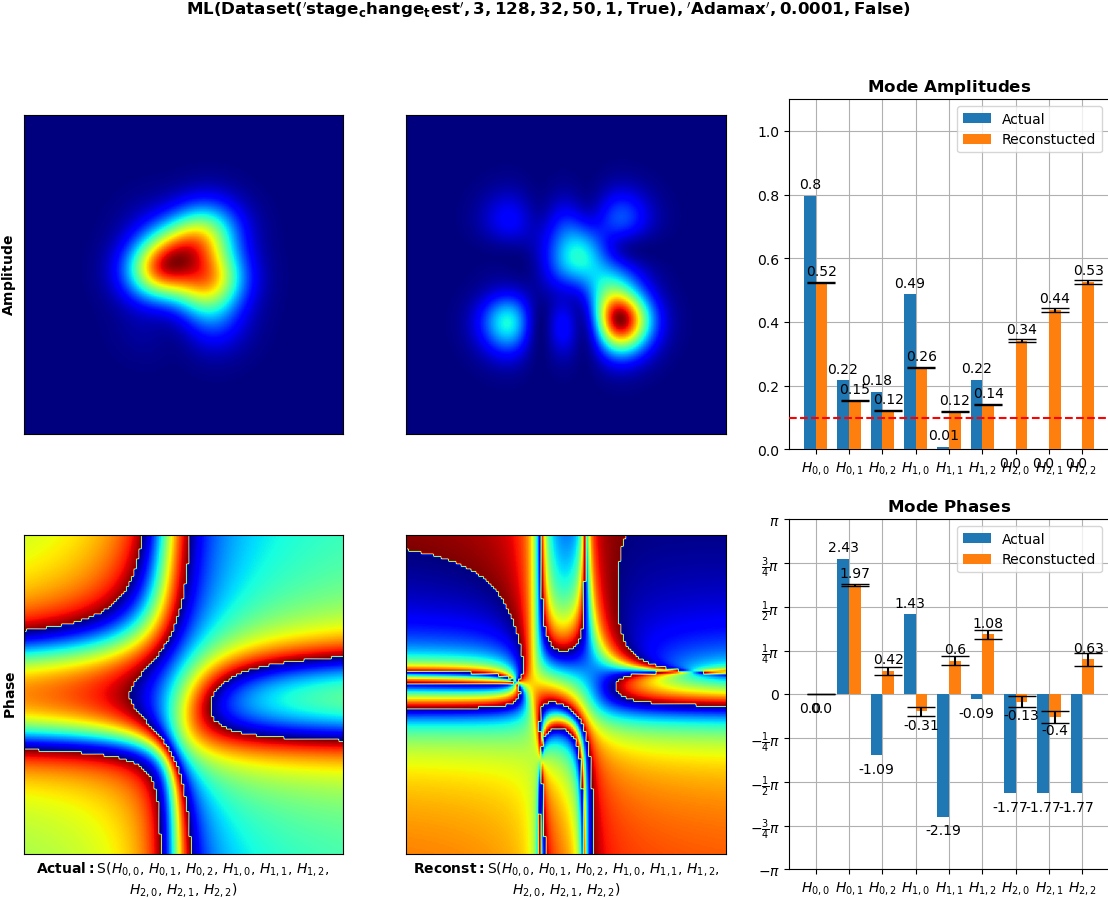 ML(Dataset('stage_change_test', 3, 128, 32, 50, 1, True), 'Adamax', 0.0001, False)
Amplitude
Mode Amplitudes
Actual
Reconstucted
1.0
0.8
0.6
0.4
0.2
0.0
0.8
0.52
0.22
0.15
0.18
0.12
0.49
0.26
0.01
0.12
0.22
0.14
0.0
0.34
0.0
0.44
0.0
0.53
H0,0 H0,1 H0,2 H1,0 H1,1 H1,2 H2,0 H2,1 H2,2
Phase
Mode Phases
Actual
Reconstucted
π
3/4π
1/2π
1/4π
0
−1/4π
−1/2π
−3/4π
−π
0.0
0.0
2.43
1.97
-1.09
0.42
1.43
-0.31
-2.19
0.6
-0.09
1.08
-1.77
-0.13
-1.77
-0.4
-1.77
0.63
H0,0 H0,1 H0,2 H1,0 H1,1 H1,2 H2,0 H2,1 H2,2
Actual:S(H0,0, H0,1, H0,2, H1,0, H1,1, H1,2,
H2,0, H2,1, H2,2)
Reconst:S(H0,0, H0,1, H0,2, H1,0, H1,1, H1,2,
H2,0, H2,1, H2,2)